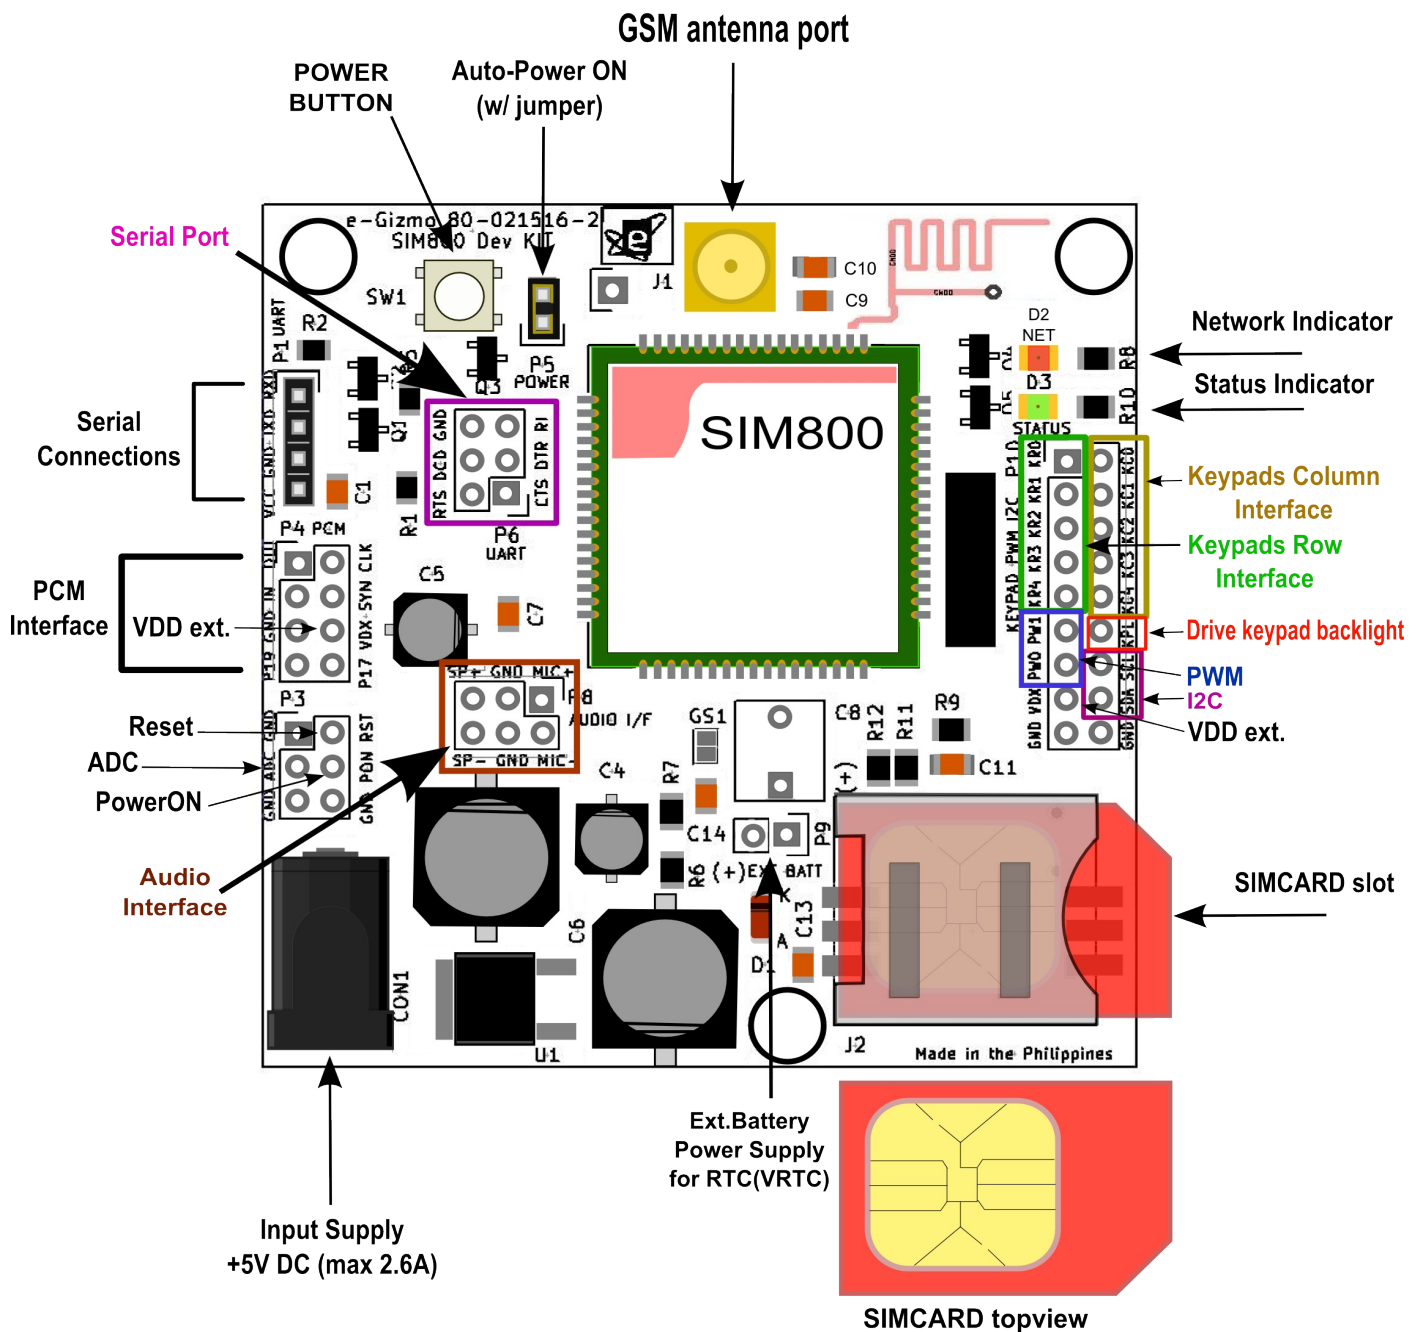 GSM antenna port
POWER
BUTTON
Auto-Power ON
(w/ jumper)
e-Gizmo 80-021516-2
SIM800 Dev KIT
Serial Port
SW1
J1
C10
C9
D2
NET
Network Indicator
R8
P1 UART
R2
P5
POWER
Q3
D3
Status Indicator
R10
STATUS
Q5
Serial
Connections
VCC GND TXD RXD
Q1
C1
R1
RTS DCD GND
CTS DTR RI
P6
UART
SIM800
P10
KEYPAD PWM I2C
KR0
KR1
KR2
KR3
KR4
PW1
PW0
VDX
GND
KC0
KC1
KC2
KC3
KC4
KPL
SCL
SDA
GND
Keypads Column
Interface
Keypads Row
Interface
Drive keypad backlight
PWM
I2C
VDD ext.
P4 PCM
PCM
Interface
VDD ext.
P19 GND IN
P17 VDX SYN CLK
C5
C7
SP+ GND MIC+
P8
AUDIO I/F
SP- GND MIC-
P3
Reset
ADC
PowerON
GND ADC GND
GND PON RST
GS1
C8
(+)
R12
R11
R9
C11
C4
R7
C14
P9
R6
(+)
EXT BATT
K
A
D1
C13
C6
Audio
Interface
CON1
U1
J2
Made in the Philippines
SIMCARD slot
Ext.Battery
Power Supply
for RTC(VRTC)
Input Supply
+5V DC (max 2.6A)
SIMCARD topview